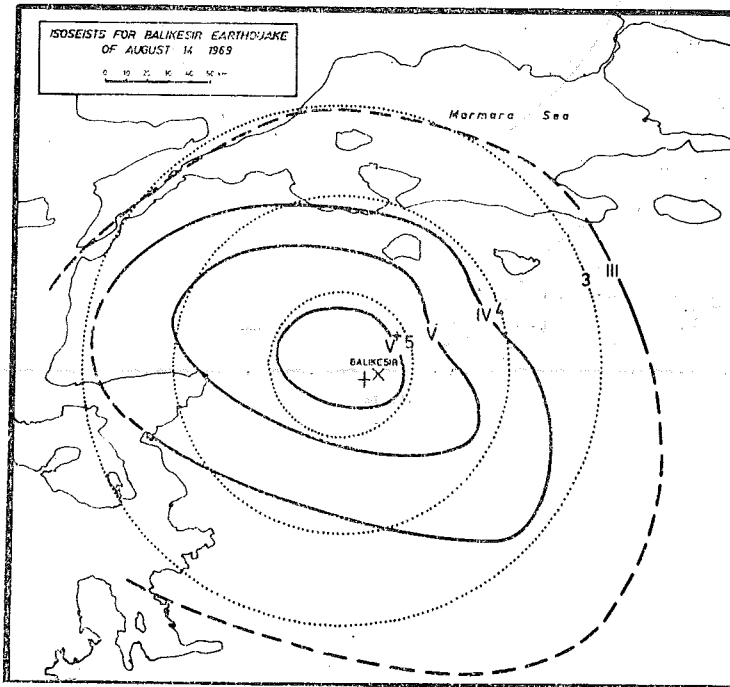 ISOSEISTS FOR BALIKESIR EARTHQUAKE
OF AUGUST 14 1969
0 10 20 30 40 50 km
Marmara Sea
3 III
IV 4
V
V+ 5
BALIKESIR